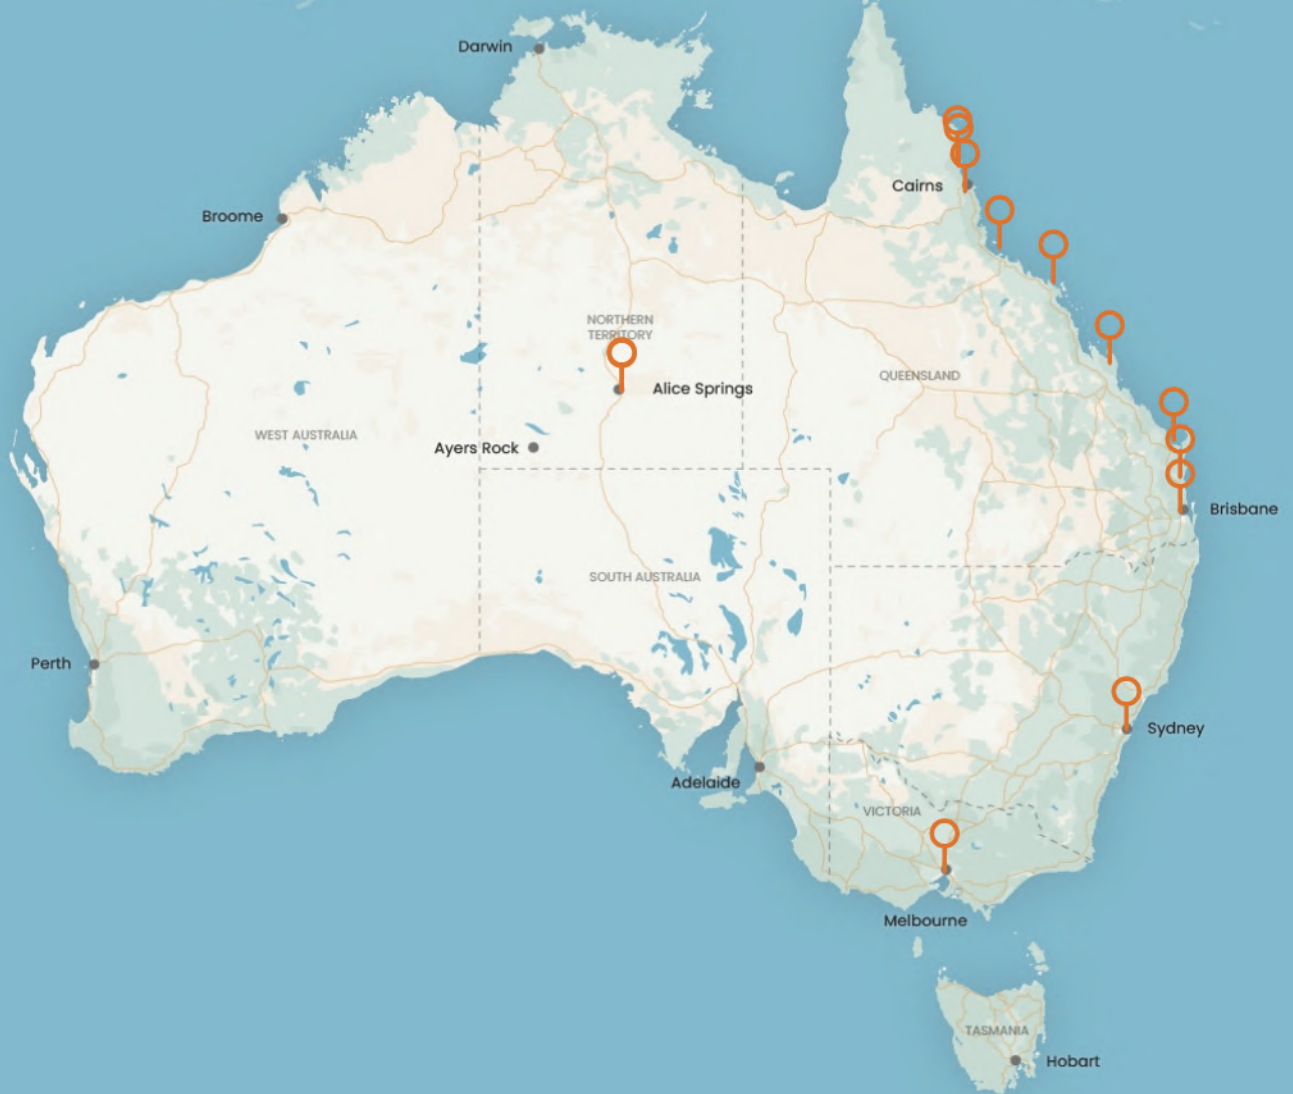 Darwin
Cairns
Broome
NORTHERN
TERRITORY
QUEENSLAND
Alice Springs
WEST AUSTRALIA
Ayers Rock
Brisbane
SOUTH AUSTRALIA
Perth
Sydney
Adelaide
VICTORIA
Melbourne
TASMANIA
Hobart